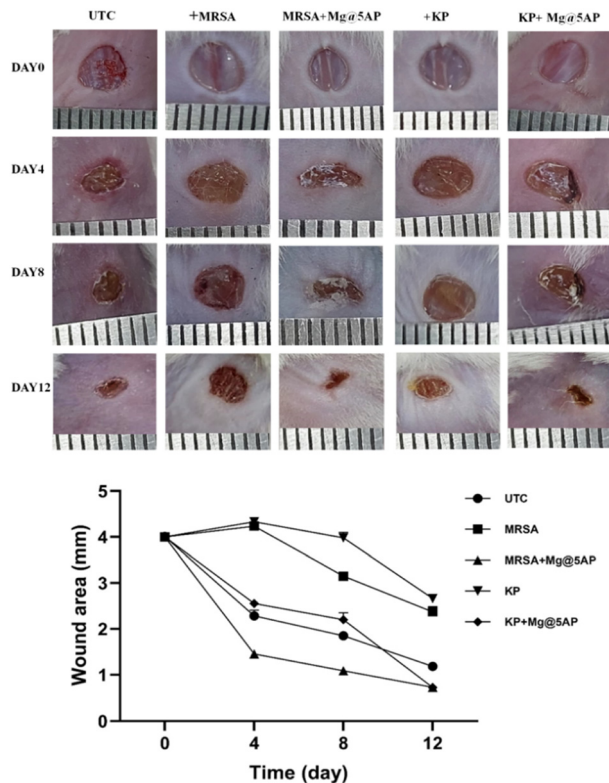 UTC +MRSA MRSA+Mg@5AP +KP KP+ Mg@5AP
DAY0
DAY4
DAY8
DAY12
Wound area (mm)
5
4
3
2
1
0
0 4 8 12
Time (day)
UTC
MRSA
MRSA+Mg@5AP
KP
KP+Mg@5AP